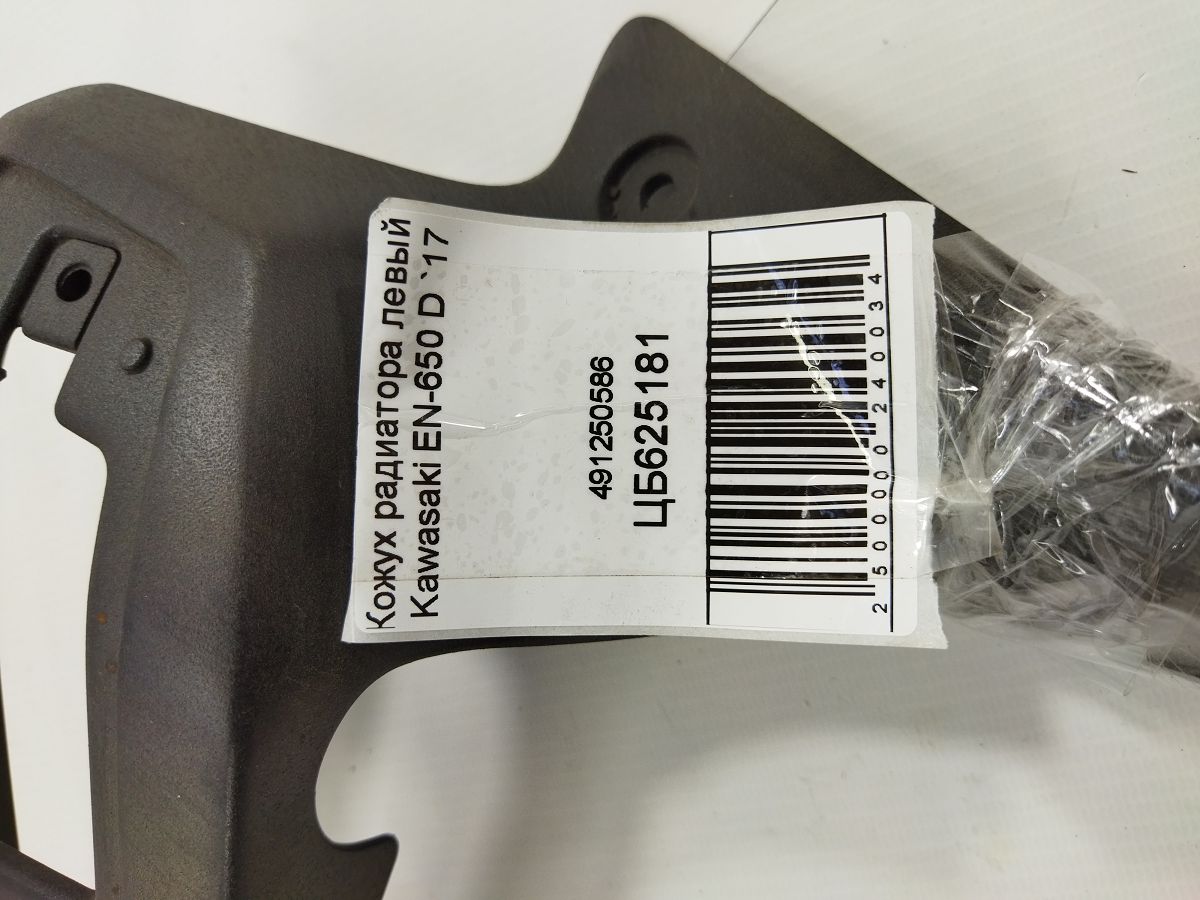 Кожух радиатора левый
Kawasaki EN-650 D `17
491250586
ЦБ625181
2500000240034